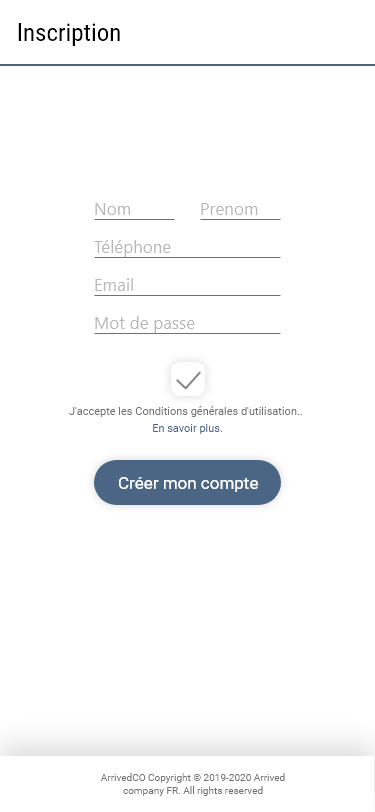 Inscription
Nom Prenom
Téléphone
Email
Mot de passe
J'accepte les Conditions générales d'utilisation..
En savoir plus.
Créer mon compte
ArrivedCO Copyright © 2019-2020 Arrived
company FR. All rights reserved